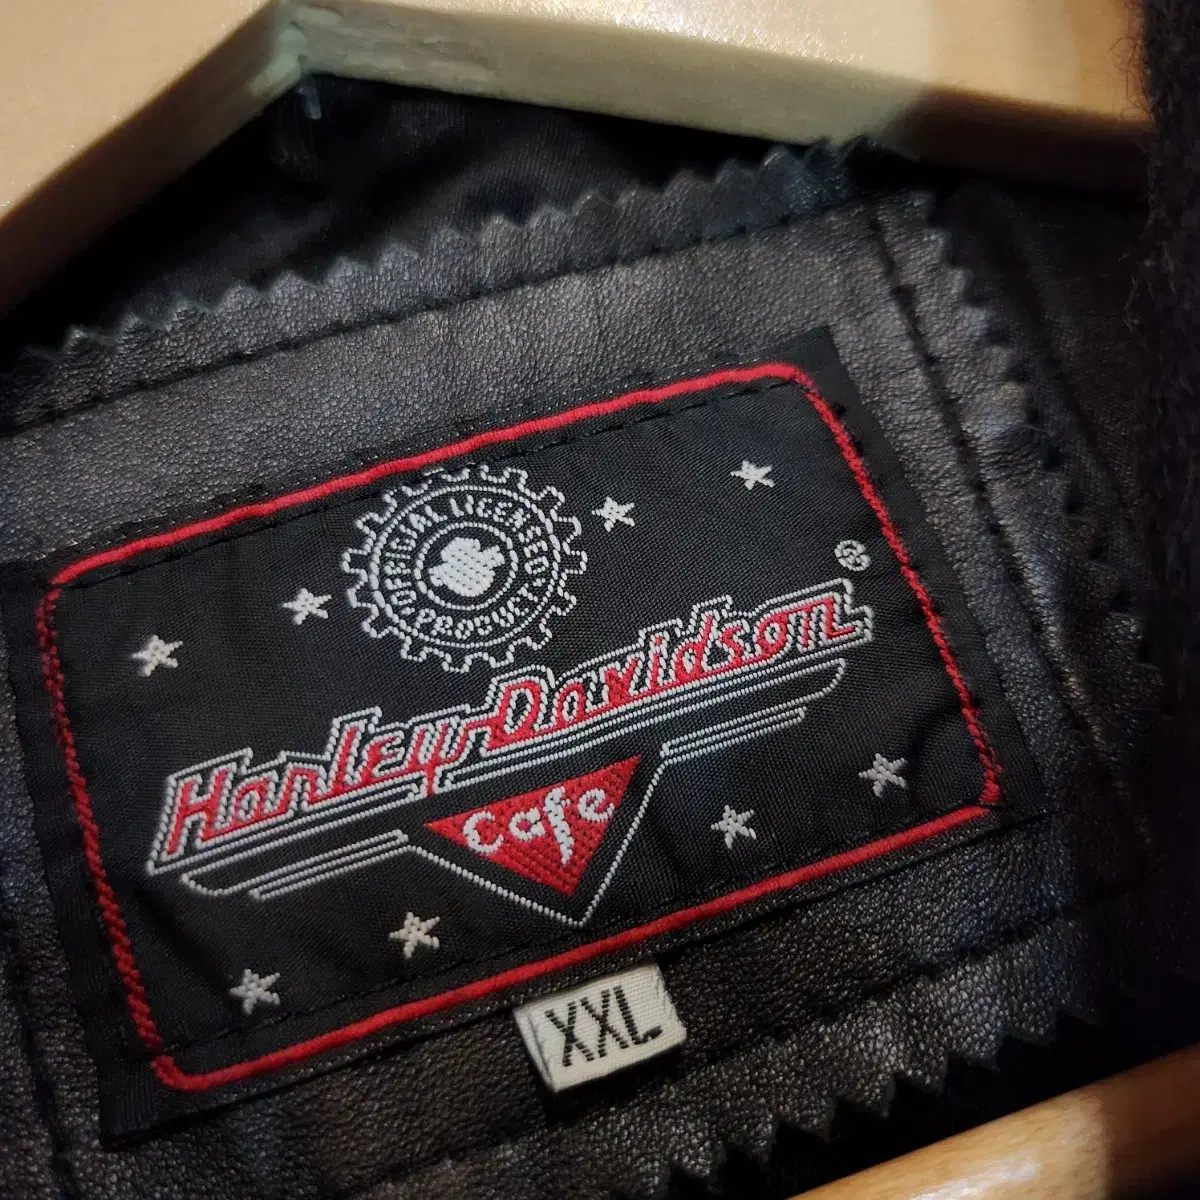 OFFICIAL LICENSED
PRODUCT
Harley-Davidson ®
Cafe
XXL